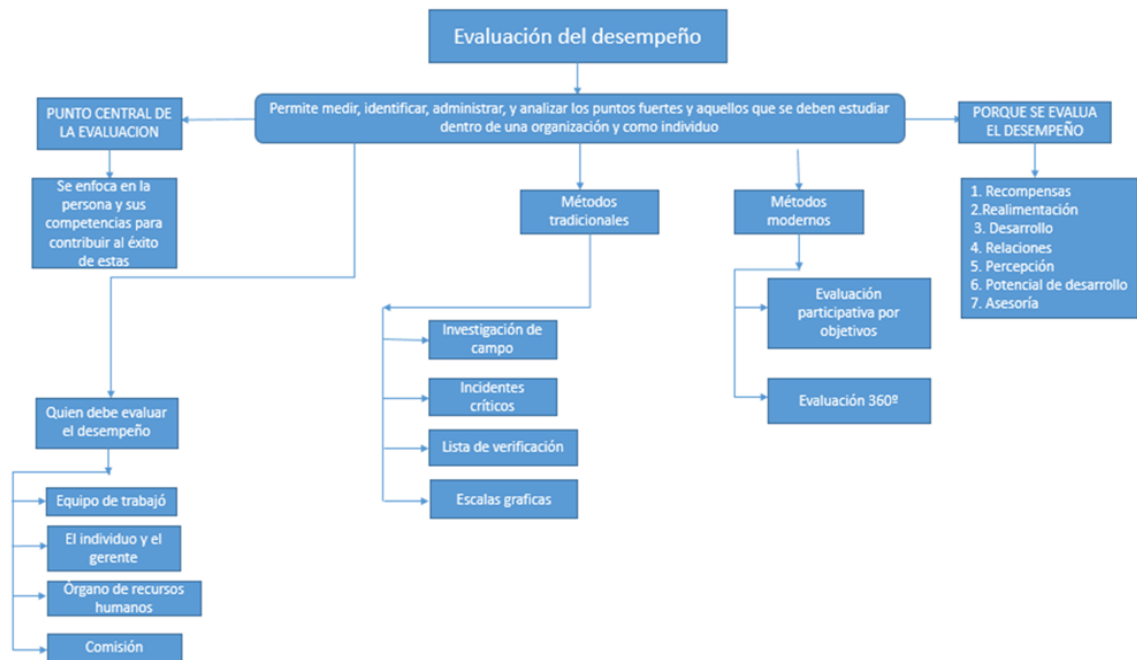 Evaluación del desempeño
Permite medir, identificar, administrar, y analizar los puntos fuertes y aquellos que se deben estudiar
dentro de una organización y como individuo
PUNTO CENTRAL DE
LA EVALUACION
Se enfoca en la
persona y sus
competencias para
contribuir al éxito
de estas
PORQUE SE EVALUA
EL DESEMPEÑO
1. Recompensas
2.Realimentación
3. Desarrollo
4. Relaciones
5. Percepción
6. Potencial de desarrollo
7. Asesoría
Métodos
tradicionales
Investigación de
campo
Incidentes
críticos
Lista de verificación
Escalas graficas
Métodos
modernos
Evaluación
participativa por
objetivos
Evaluación 360º
Quien debe evaluar
el desempeño
Equipo de trabajó
El individuo y el
gerente
Órgano de recursos
humanos
Comisión